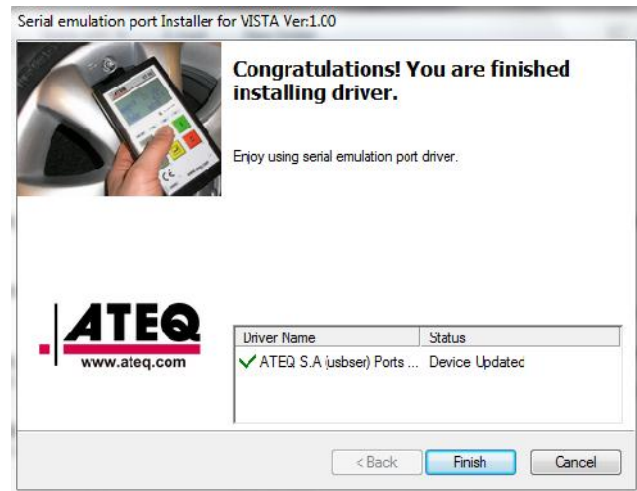 Serial emulation port Installer for VISTA Ver:1.00
Congratulations! You are finished
installing driver.
Enjoy using serial emulation port driver.
ATEQ
www.ateq.com
Driver Name Status
ATEQ S.A (usbser) Ports ... Device Updated
< Back Finish Cancel